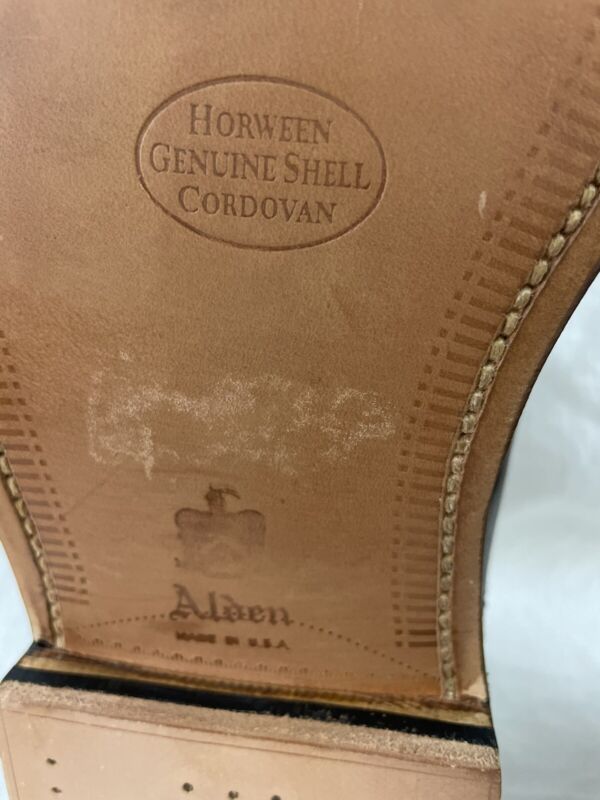 HORWEEN
GENUINE SHELL
CORDOVAN
Alden
MADE IN U.S.A